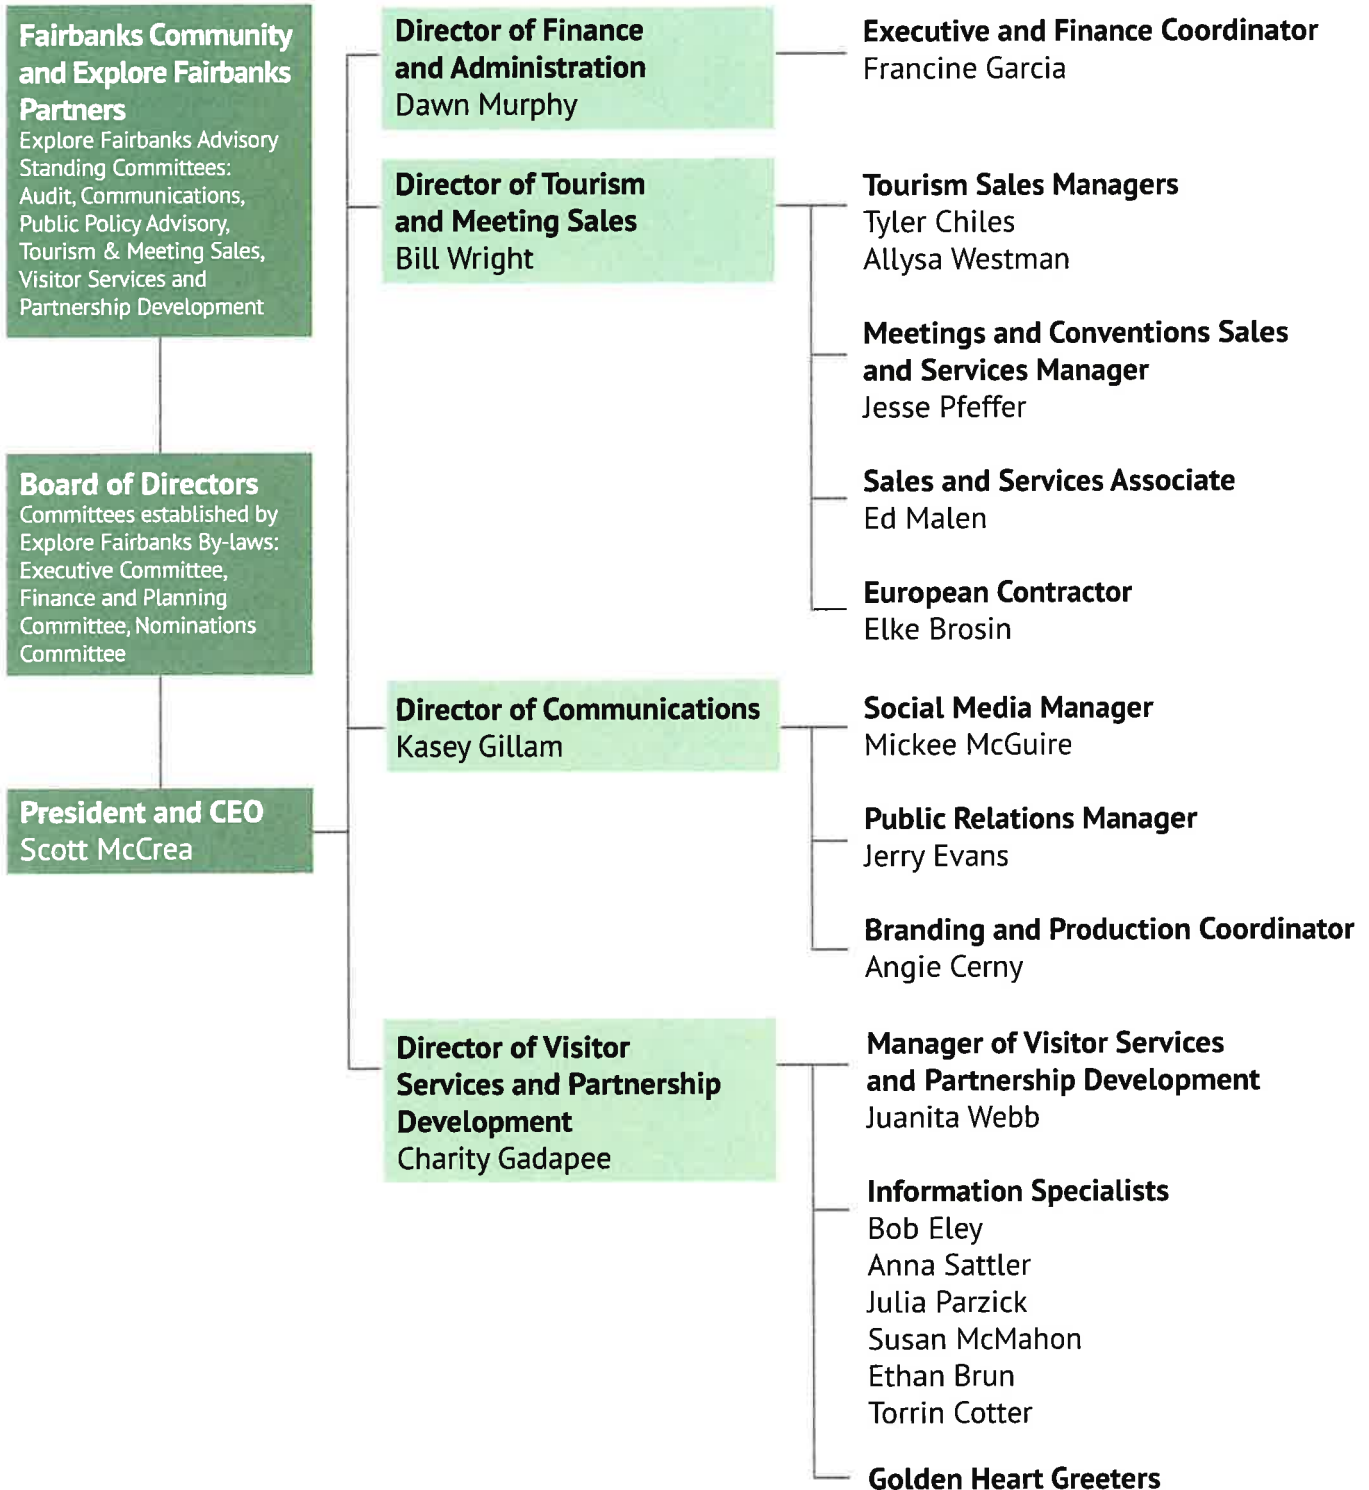 Fairbanks Community
and Explore Fairbanks
Partners
Explore Fairbanks Advisory
Standing Committees:
Audit, Communications,
Public Policy Advisory,
Tourism & Meeting Sales,
Visitor Services and
Partnership Development
Board of Directors
Committees established by
Explore Fairbanks By-laws:
Executive Committee,
Finance and Planning
Committee, Nominations
Committee
President and CEO
Scott McCrea
Director of Finance
and Administration
Dawn Murphy
Executive and Finance Coordinator
Francine Garcia
Director of Tourism
and Meeting Sales
Bill Wright
Tourism Sales Managers
Tyler Chiles
Allysa Westman
Meetings and Conventions Sales
and Services Manager
Jesse Pfeffer
Sales and Services Associate
Ed Malen
European Contractor
Elke Brosin
Director of Communications
Kasey Gillam
Social Media Manager
Mickee McGuire
Public Relations Manager
Jerry Evans
Branding and Production Coordinator
Angie Cerny
Director of Visitor
Services and Partnership
Development
Charity Gadapee
Manager of Visitor Services
and Partnership Development
Juanita Webb
Information Specialists
Bob Eley
Anna Sattler
Julia Parzick
Susan McMahon
Ethan Brun
Torrin Cotter
Golden Heart Greeters